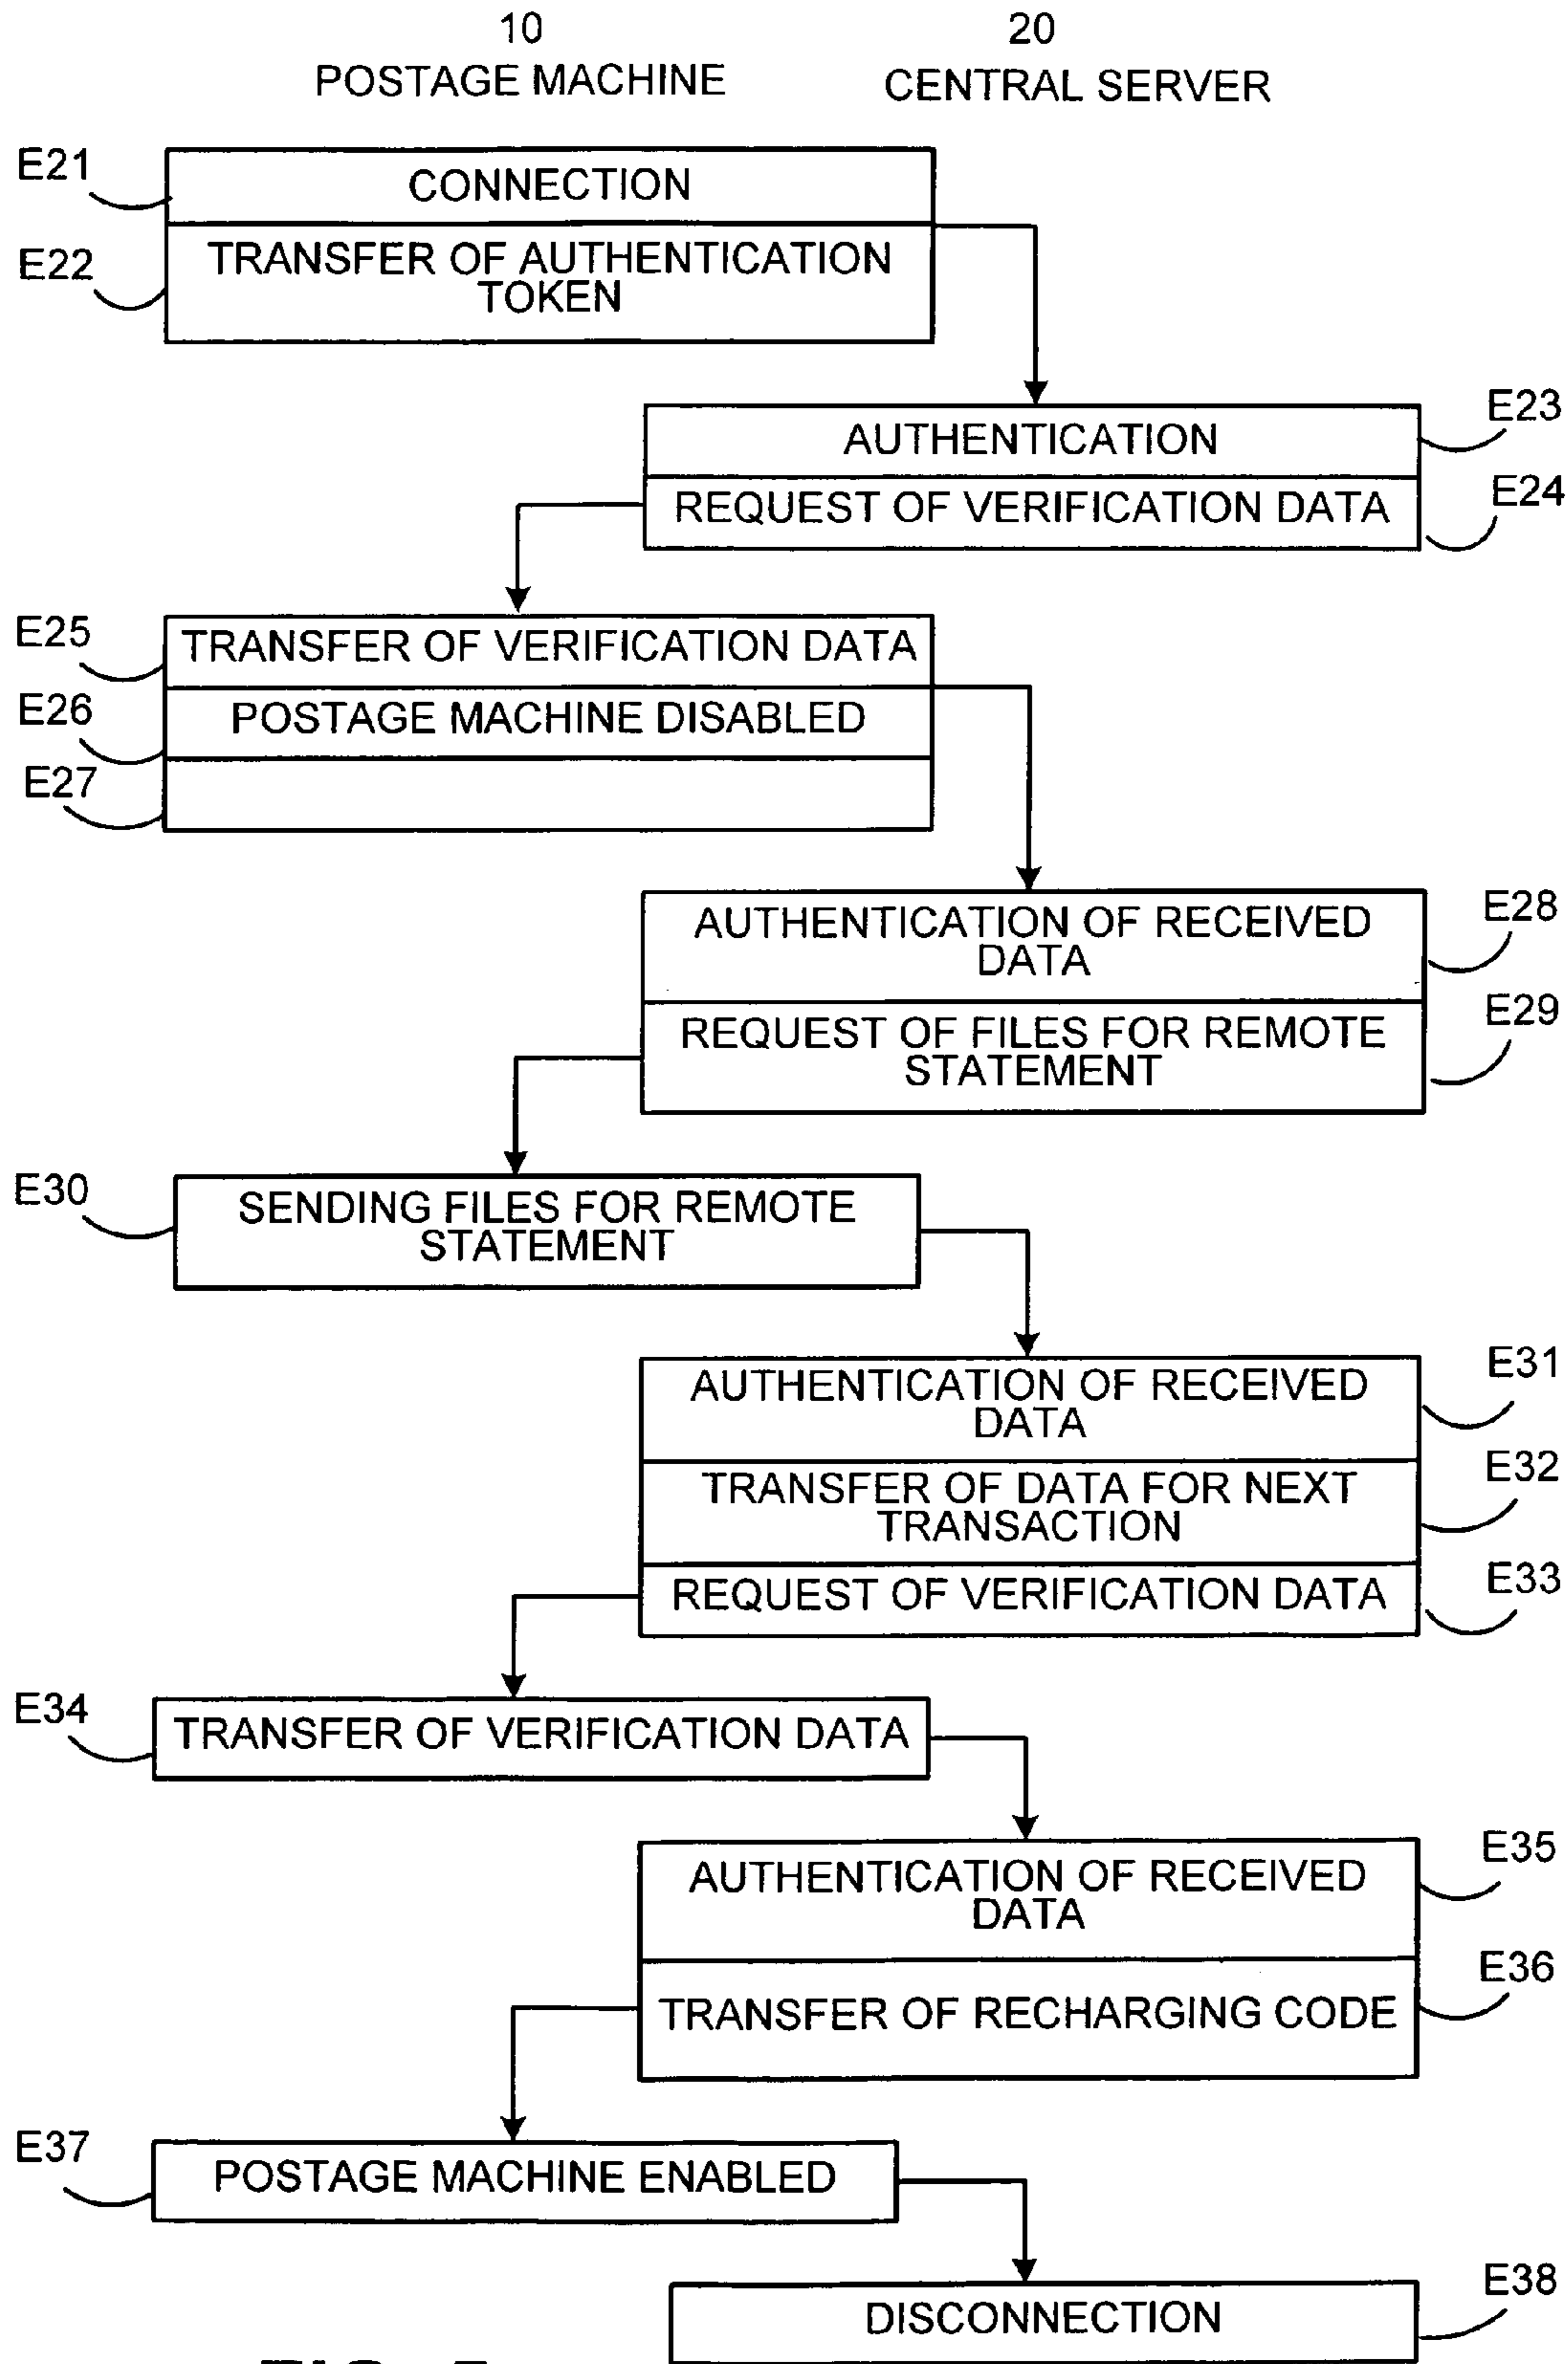 10
POSTAGE MACHINE
20
CENTRAL SERVER
E21
CONNECTION
E22
TRANSFER OF AUTHENTICATION
TOKEN
AUTHENTICATION
E23
REQUEST OF VERIFICATION DATA
E24
E25
TRANSFER OF VERIFICATION DATA
E26
POSTAGE MACHINE DISABLED
E27
AUTHENTICATION OF RECEIVED
DATA
E28
REQUEST OF FILES FOR REMOTE
STATEMENT
E29
E30
SENDING FILES FOR REMOTE
STATEMENT
AUTHENTICATION OF RECEIVED
DATA
E31
TRANSFER OF DATA FOR NEXT
TRANSACTION
E32
REQUEST OF VERIFICATION DATA
E33
E34
TRANSFER OF VERIFICATION DATA
AUTHENTICATION OF RECEIVED
DATA
E35
TRANSFER OF RECHARGING CODE
E36
E37
POSTAGE MACHINE ENABLED
DISCONNECTION
E38